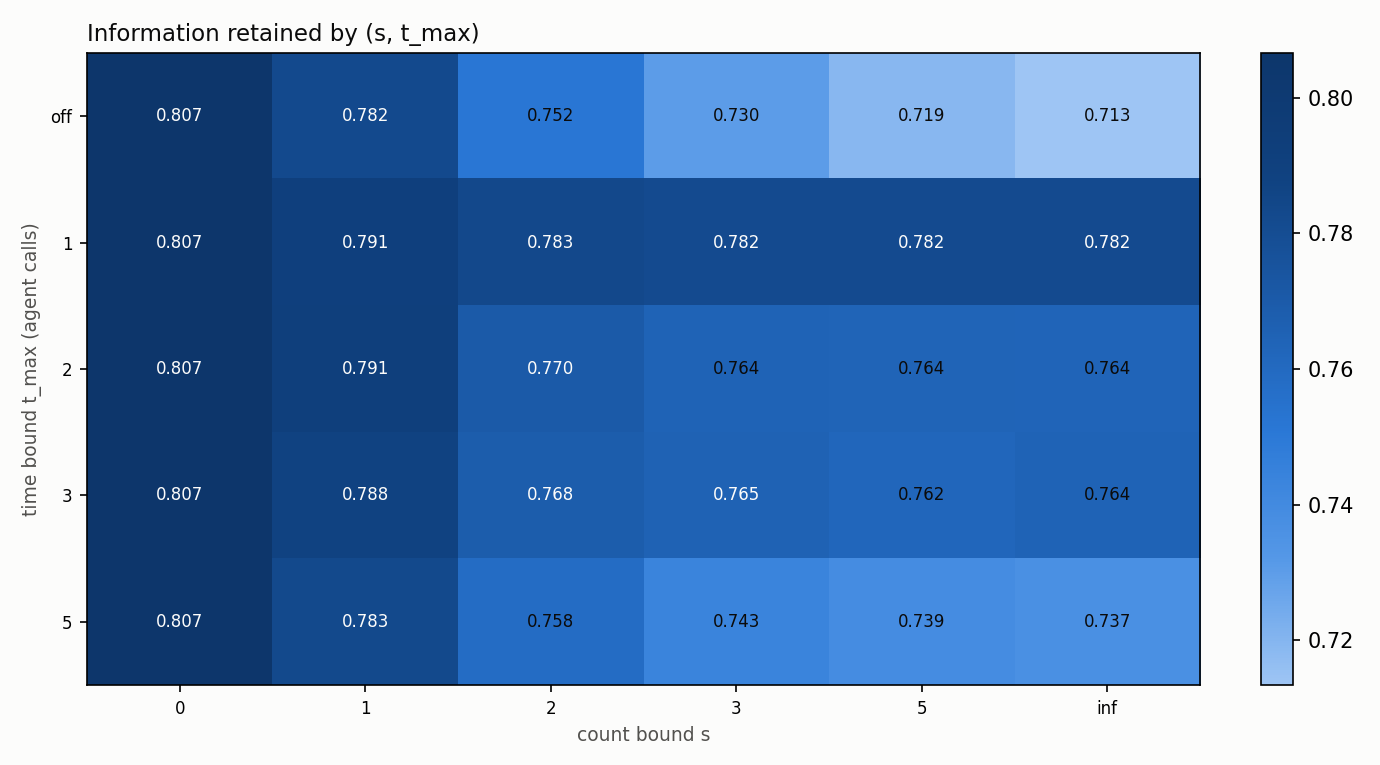 Information retained by (s, t_max)
off 0.807 0.782 0.752 0.730 0.719 0.713
1 0.807 0.791 0.783 0.782 0.782 0.782
2 0.807 0.791 0.770 0.764 0.764 0.764
3 0.807 0.788 0.768 0.765 0.762 0.764
5 0.807 0.783 0.758 0.743 0.739 0.737
0 1 2 3 5 inf
count bound s
time bound t_max (agent calls)
0.80
0.78
0.76
0.74
0.72